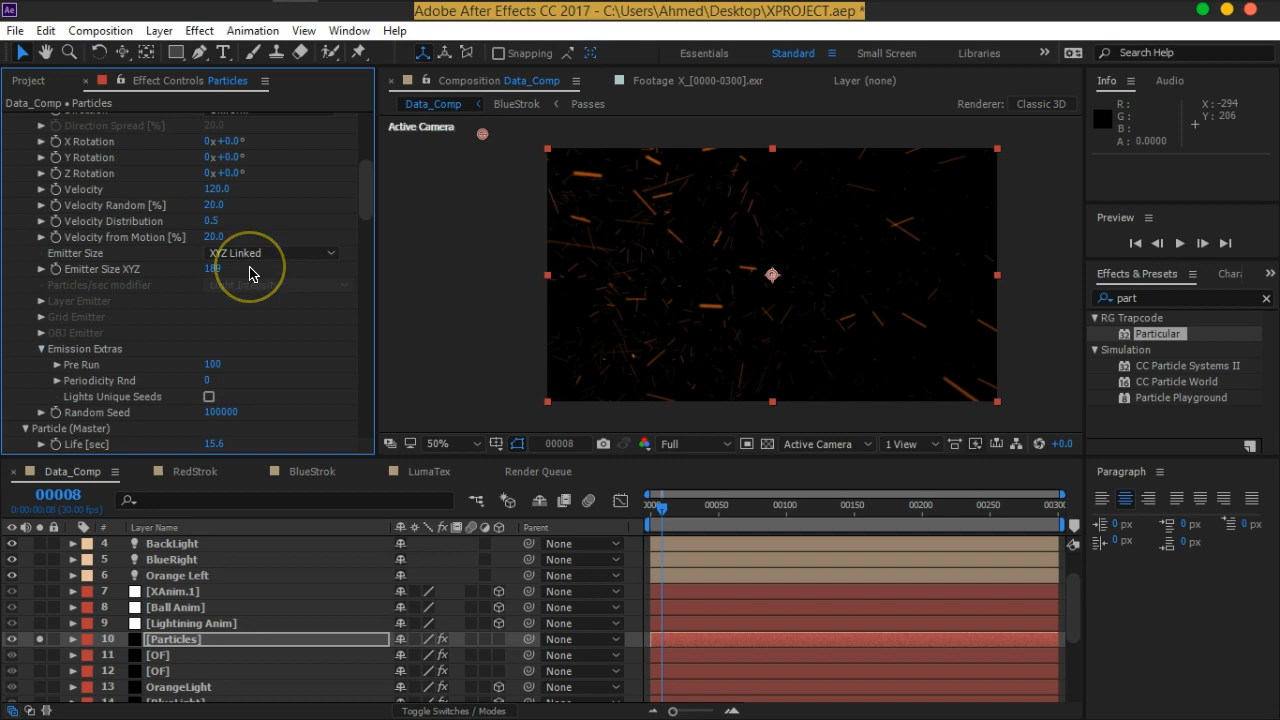 Ae
Adobe After Effects CC 2017 - C:\Users\Ahmed\Desktop\XPROJECT.aep *
File Edit Composition Layer Effect Animation View Window Help
Snapping Essentials Standard Small Screen Libraries Search Help
Project Effect Controls Particles
Data_Comp • Particles
Direction Spread [%] 20.0
X Rotation 0x+0.0°
Y Rotation 0x+0.0°
Z Rotation 0x+0.0°
Velocity 120.0
Velocity Random [%] 20.0
Velocity Distribution 0.5
Velocity from Motion [%] 20.0
Emitter Size XYZ Linked
Emitter Size XYZ 189
Particles/sec modifier Light Intensity
Layer Emitter
Grid Emitter
OBJ Emitter
Emission Extras
Pre Run 100
Periodicity Rnd 0
Lights Unique Seeds
Random Seed 100000
Particle (Master)
Life [sec] 15.6
Composition Data_Comp Footage X_[0000-0300].exr Layer (none)
Data_Comp BlueStrok Passes Renderer: Classic 3D
Active Camera
50% 00008 Full Active Camera 1 View +0.0
Info Audio
R : X : -294
G : Y : 206
B :
A : 0.0000
Preview
Effects & Presets Char
part
RG Trapcode
Particular
Simulation
CC Particle Systems II
CC Particle World
Particle Playground
Data_Comp RedStrok BlueStrok LumaTex Render Queue
00008
0:00:00:08 (30.00 fps)
00050 00100 00150 00200 00250
# Layer Name fx Parent
4 BackLight None
5 BlueRight None
6 Orange Left None
7 [XAnim.1] None
8 [Ball Anim] None
9 [Lightining Anim] None
10 [Particles] fx None
11 [OF] fx None
12 [OF] fx None
13 OrangeLight fx None
Toggle Switches / Modes
Paragraph
0 px 0 px 0 px
0 px 0 px